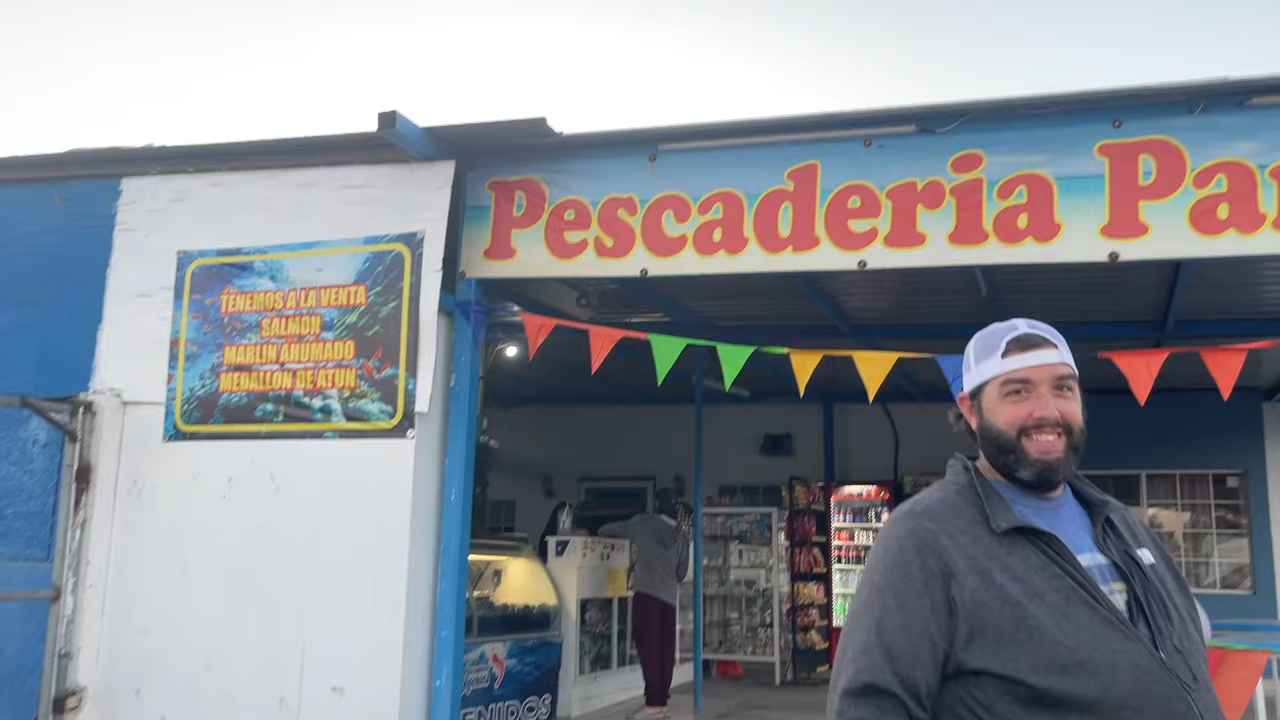 Pescaderia Pa
TENEMOS A LA VENTA
SALMON
MARLIN AHUMADO
MEDALLON DE ATUN